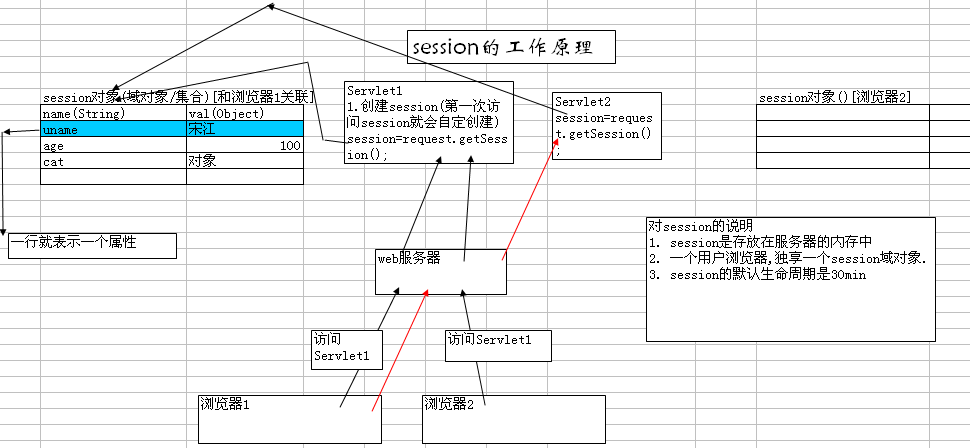 session的工作原理
session对象(域对象/集合)[和浏览器1关联]
name(String) val(Object)
uname 宋江
age 100
cat 对象
一行就表示一个属性
Servlet1
1.创建session(第一次访
问session就会自定创建)
session=request.getSess
ion();
Servlet2
session=reques
t.getSession()
;
session对象()[浏览器2]
对session的说明
1. session是存放在服务器的内存中
2. 一个用户浏览器,独享一个session域对象.
3. session的默认生命周期是30min
web服务器
访问
Servlet1
访问Servlet1
浏览器1
浏览器2